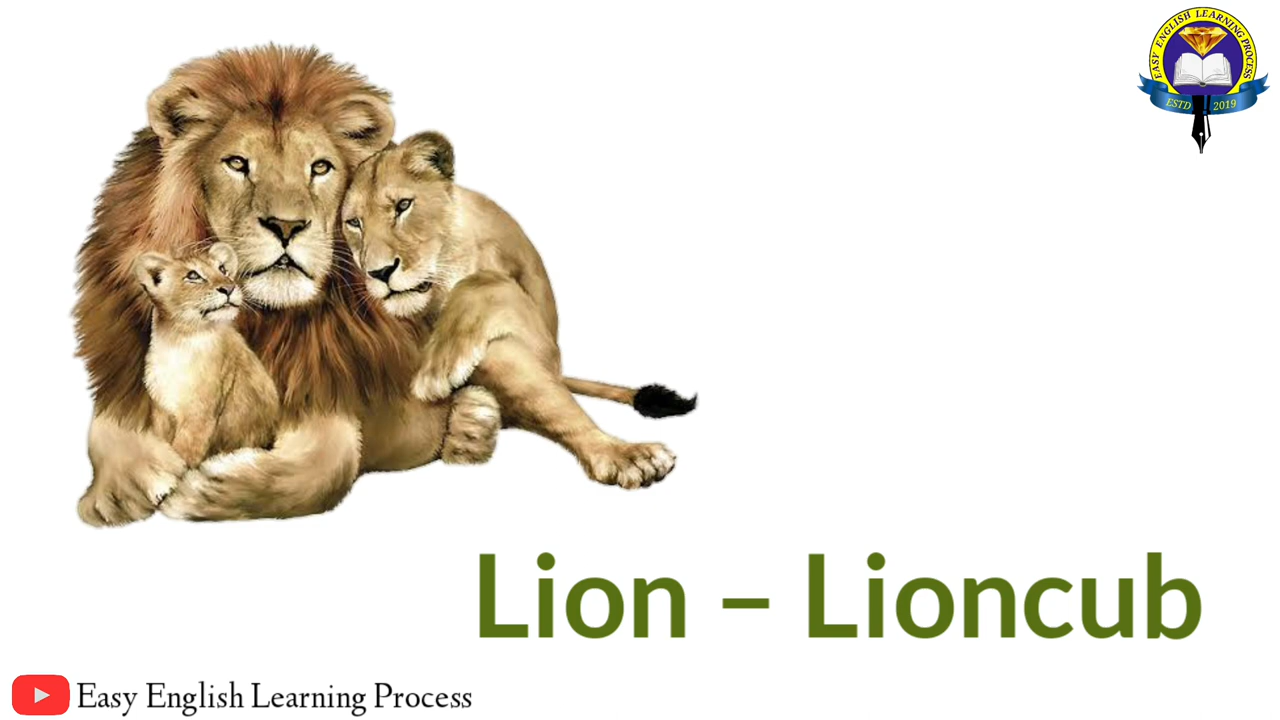 EASY ENGLISH LEARNING PROCESS
ESTD 2019
Lion – Lioncub
Easy English Learning Process